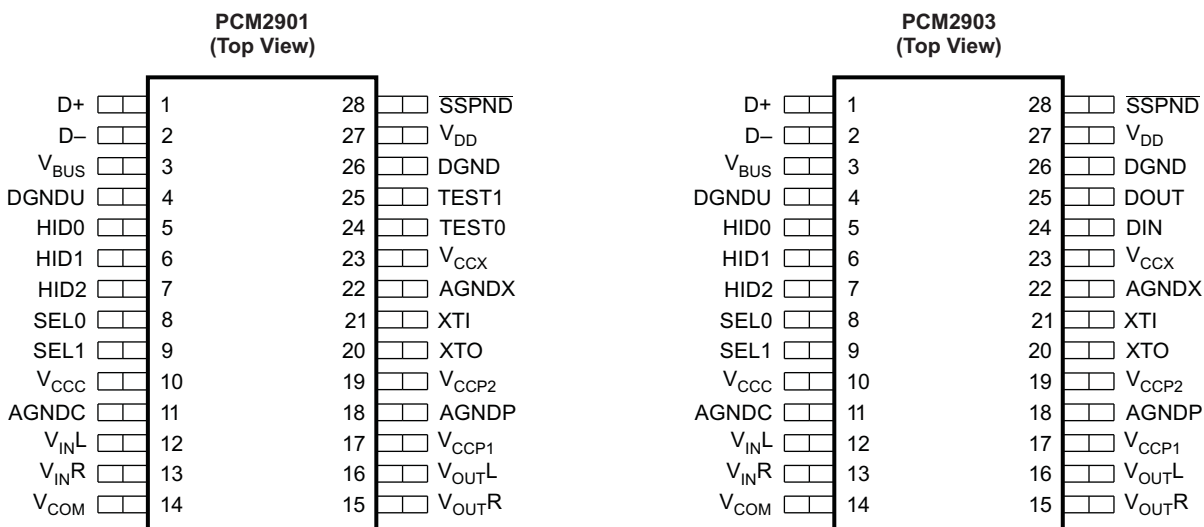 PCM2901
(Top View)
D+ 1 28 SSPND
D– 2 27 VDD
VBUS 3 26 DGND
DGNDU 4 25 TEST1
HID0 5 24 TEST0
HID1 6 23 VCCX
HID2 7 22 AGNDX
SEL0 8 21 XTI
SEL1 9 20 XTO
VCCC 10 19 VCCP2
AGNDC 11 18 AGNDP
VINL 12 17 VCCP1
VINR 13 16 VOUTL
VCOM 14 15 VOUTR
PCM2903
(Top View)
D+ 1 28 SSPND
D– 2 27 VDD
VBUS 3 26 DGND
DGNDU 4 25 DOUT
HID0 5 24 DIN
HID1 6 23 VCCX
HID2 7 22 AGNDX
SEL0 8 21 XTI
SEL1 9 20 XTO
VCCC 10 19 VCCP2
AGNDC 11 18 AGNDP
VINL 12 17 VCCP1
VINR 13 16 VOUTL
VCOM 14 15 VOUTR